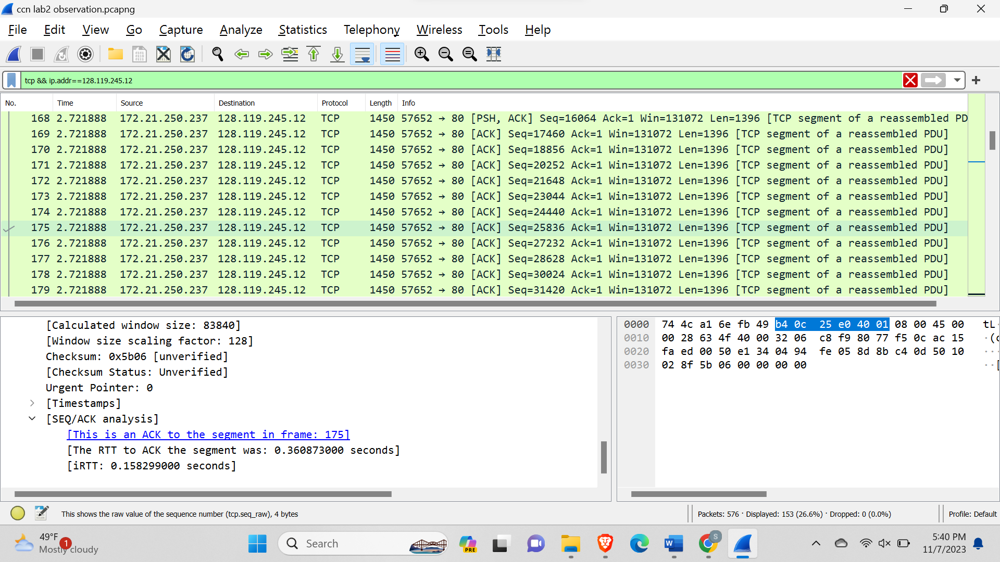 ccn lab2 observation.pcapng
File Edit View Go Capture Analyze Statistics Telephony Wireless Tools Help
tcp && ip.addr==128.119.245.12
No. Time Source Destination Protocol Length Info
168 2.721888 172.21.250.237 128.119.245.12 TCP 1450 57652 → 80 [PSH, ACK] Seq=16064 Ack=1 Win=131072 Len=1396 [TCP segment of a reassembled PD
169 2.721888 172.21.250.237 128.119.245.12 TCP 1450 57652 → 80 [ACK] Seq=17460 Ack=1 Win=131072 Len=1396 [TCP segment of a reassembled PDU]
170 2.721888 172.21.250.237 128.119.245.12 TCP 1450 57652 → 80 [ACK] Seq=18856 Ack=1 Win=131072 Len=1396 [TCP segment of a reassembled PDU]
171 2.721888 172.21.250.237 128.119.245.12 TCP 1450 57652 → 80 [ACK] Seq=20252 Ack=1 Win=131072 Len=1396 [TCP segment of a reassembled PDU]
172 2.721888 172.21.250.237 128.119.245.12 TCP 1450 57652 → 80 [ACK] Seq=21648 Ack=1 Win=131072 Len=1396 [TCP segment of a reassembled PDU]
173 2.721888 172.21.250.237 128.119.245.12 TCP 1450 57652 → 80 [ACK] Seq=23044 Ack=1 Win=131072 Len=1396 [TCP segment of a reassembled PDU]
174 2.721888 172.21.250.237 128.119.245.12 TCP 1450 57652 → 80 [ACK] Seq=24440 Ack=1 Win=131072 Len=1396 [TCP segment of a reassembled PDU]
175 2.721888 172.21.250.237 128.119.245.12 TCP 1450 57652 → 80 [ACK] Seq=25836 Ack=1 Win=131072 Len=1396 [TCP segment of a reassembled PDU]
176 2.721888 172.21.250.237 128.119.245.12 TCP 1450 57652 → 80 [ACK] Seq=27232 Ack=1 Win=131072 Len=1396 [TCP segment of a reassembled PDU]
177 2.721888 172.21.250.237 128.119.245.12 TCP 1450 57652 → 80 [ACK] Seq=28628 Ack=1 Win=131072 Len=1396 [TCP segment of a reassembled PDU]
178 2.721888 172.21.250.237 128.119.245.12 TCP 1450 57652 → 80 [ACK] Seq=30024 Ack=1 Win=131072 Len=1396 [TCP segment of a reassembled PDU]
179 2.721888 172.21.250.237 128.119.245.12 TCP 1450 57652 → 80 [ACK] Seq=31420 Ack=1 Win=131072 Len=1396 [TCP segment of a reassembled PDU]
[Calculated window size: 83840]
[Window size scaling factor: 128]
Checksum: 0x5b06 [unverified]
[Checksum Status: Unverified]
Urgent Pointer: 0
[Timestamps]
[SEQ/ACK analysis]
[This is an ACK to the segment in frame: 175]
[The RTT to ACK the segment was: 0.360873000 seconds]
[iRTT: 0.158299000 seconds]
0000 74 4c a1 6e fb 49 b4 0c 25 e0 40 01 08 00 45 00 tL·
0010 00 28 63 4f 40 00 32 06 c8 f9 80 77 f5 0c ac 15 ·(c
0020 fa ed 00 50 e1 34 04 94 fe 05 8d 8b c4 0d 50 10 ···
0030 02 8f 5b 06 00 00 00 00 ··[
This shows the raw value of the sequence number (tcp.seq_raw), 4 bytes
Packets: 576 · Displayed: 153 (26.6%) · Dropped: 0 (0.0%)
Profile: Default
49°F
1
Mostly cloudy
Search
PRE
W
S
5:40 PM
11/7/2023